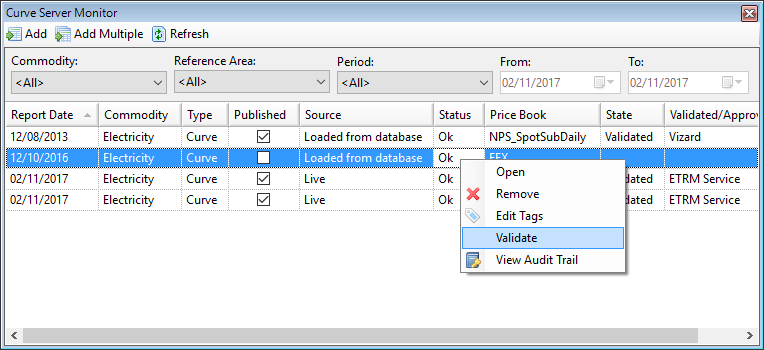 Curve Server Monitor
Add Add Multiple Refresh
Commodity: Reference Area: Period: From: To:
<All> <All> <All> 02/11/2017 02/11/2017
Report Date Commodity Type Published Source Status Price Book State Validated/Approv
12/08/2013 Electricity Curve Loaded from database Ok NPS_SpotSubDaily Validated Vizard
12/10/2016 Electricity Curve Loaded from database Ok EEX
02/11/2017 Electricity Curve Live Ok dated ETRM Service
02/11/2017 Electricity Curve Live Ok dated ETRM Service
Open
Remove
Edit Tags
Validate
View Audit Trail